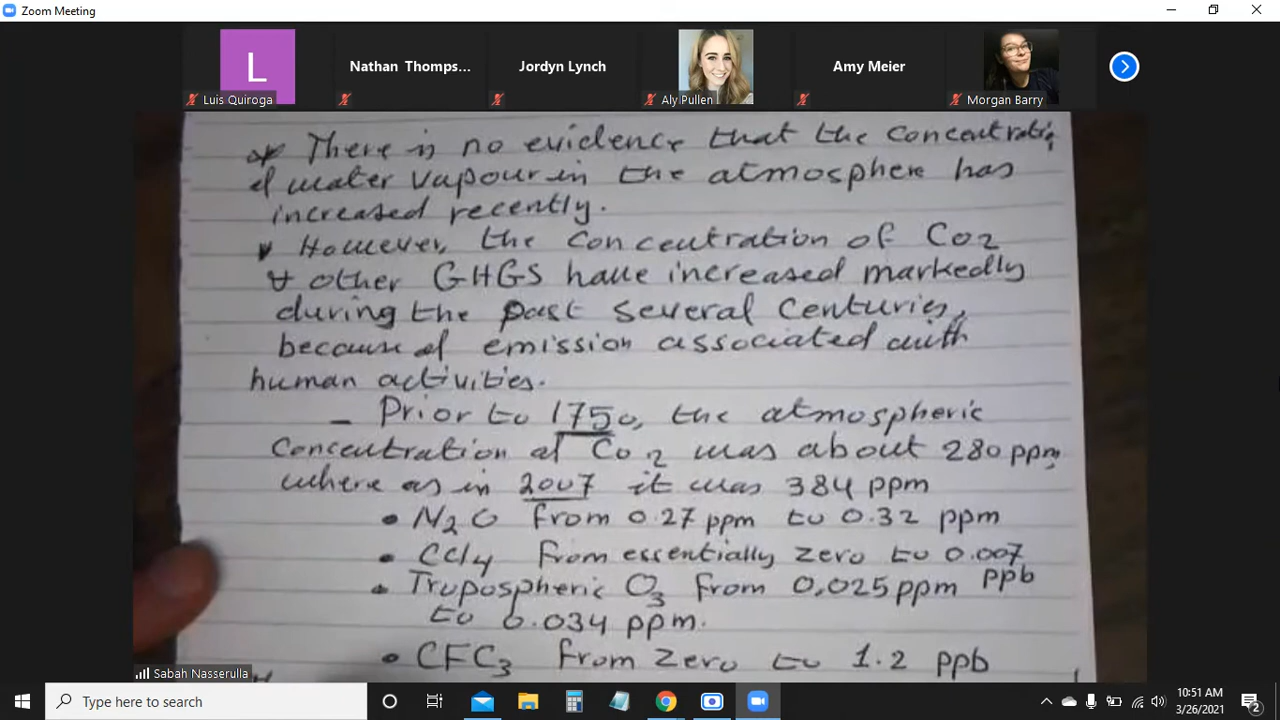 Zoom Meeting
L
Luis Quiroga
Nathan Thomps...
Jordyn Lynch
Aly Pullen
Amy Meier
Morgan Barry
* There is no evidence that the concentratio
of water vapour in the atmosphere has
increased recently.
* However, the concentration of CO2
& other GHGS have increased markedly
during the past several centuries,
because of emission associated with
human activities.
- Prior to 1750, the atmospheric
concentration of CO2 was about 280 ppm
where as in 2007 it was 384 ppm
• N2O from 0.27 ppm to 0.32 ppm
• CCl4 from essentially zero to 0.007
ppb
• Tropospheric O3 from 0.025 ppm
to 0.034 ppm.
• CFC3 from zero to 1.2 ppb
Sabah Nasserulla
Type here to search
10:51 AM
3/26/2021
2